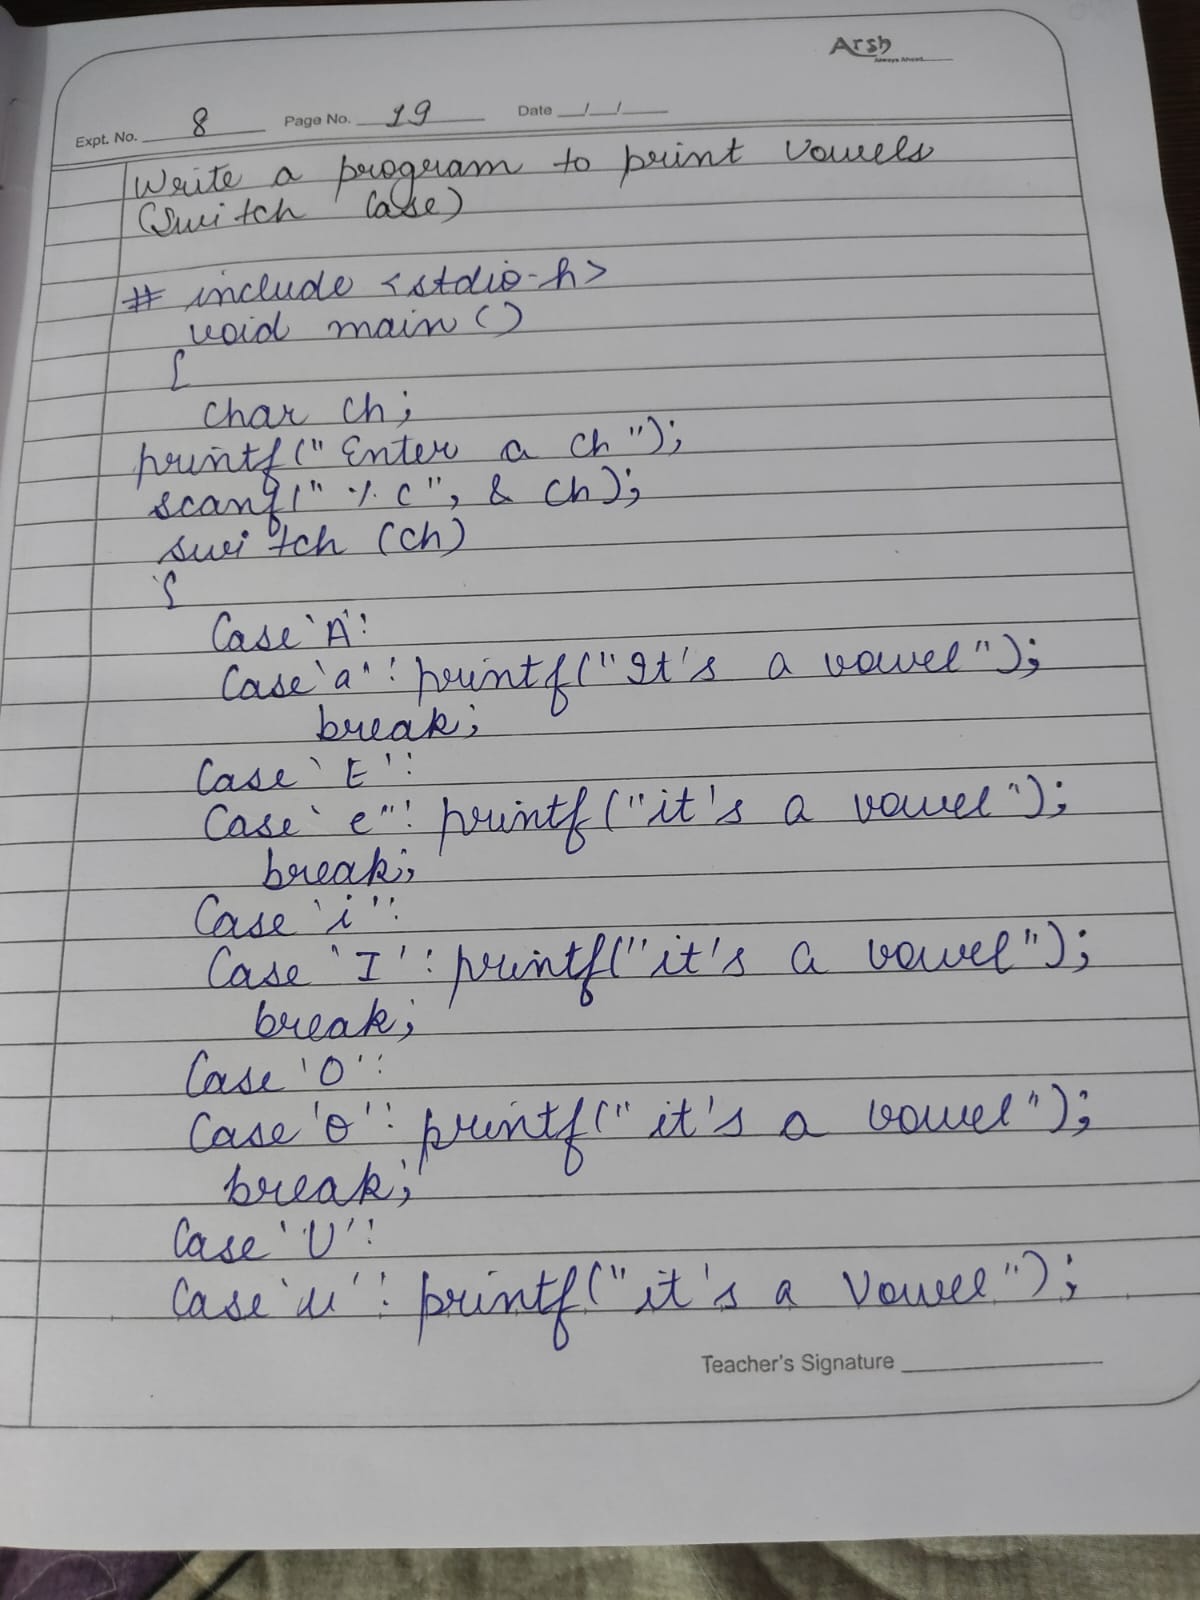 Arsh
Always Ahead
Expt. No. 8 Page No. 19 Date / /
Write a program to print vowels
(Switch Case)
# include <stdio.h>
void main ()
{
char ch;
printf(" Enter a ch ");
scanf(" % c ", & ch);
switch (ch)
{
Case 'A':
Case 'a' : printf("It's a vowel");
break;
Case ' E ':
Case ' e" : printf("it's a vowel");
break;
Case 'i'':
Case 'I' : printf("it's a vowel");
break;
Case 'O':
Case 'o' : printf(" it's a vowel");
break;
Case 'U' :
Case 'u' : printf(" it's a Vowel");
Teacher's Signature